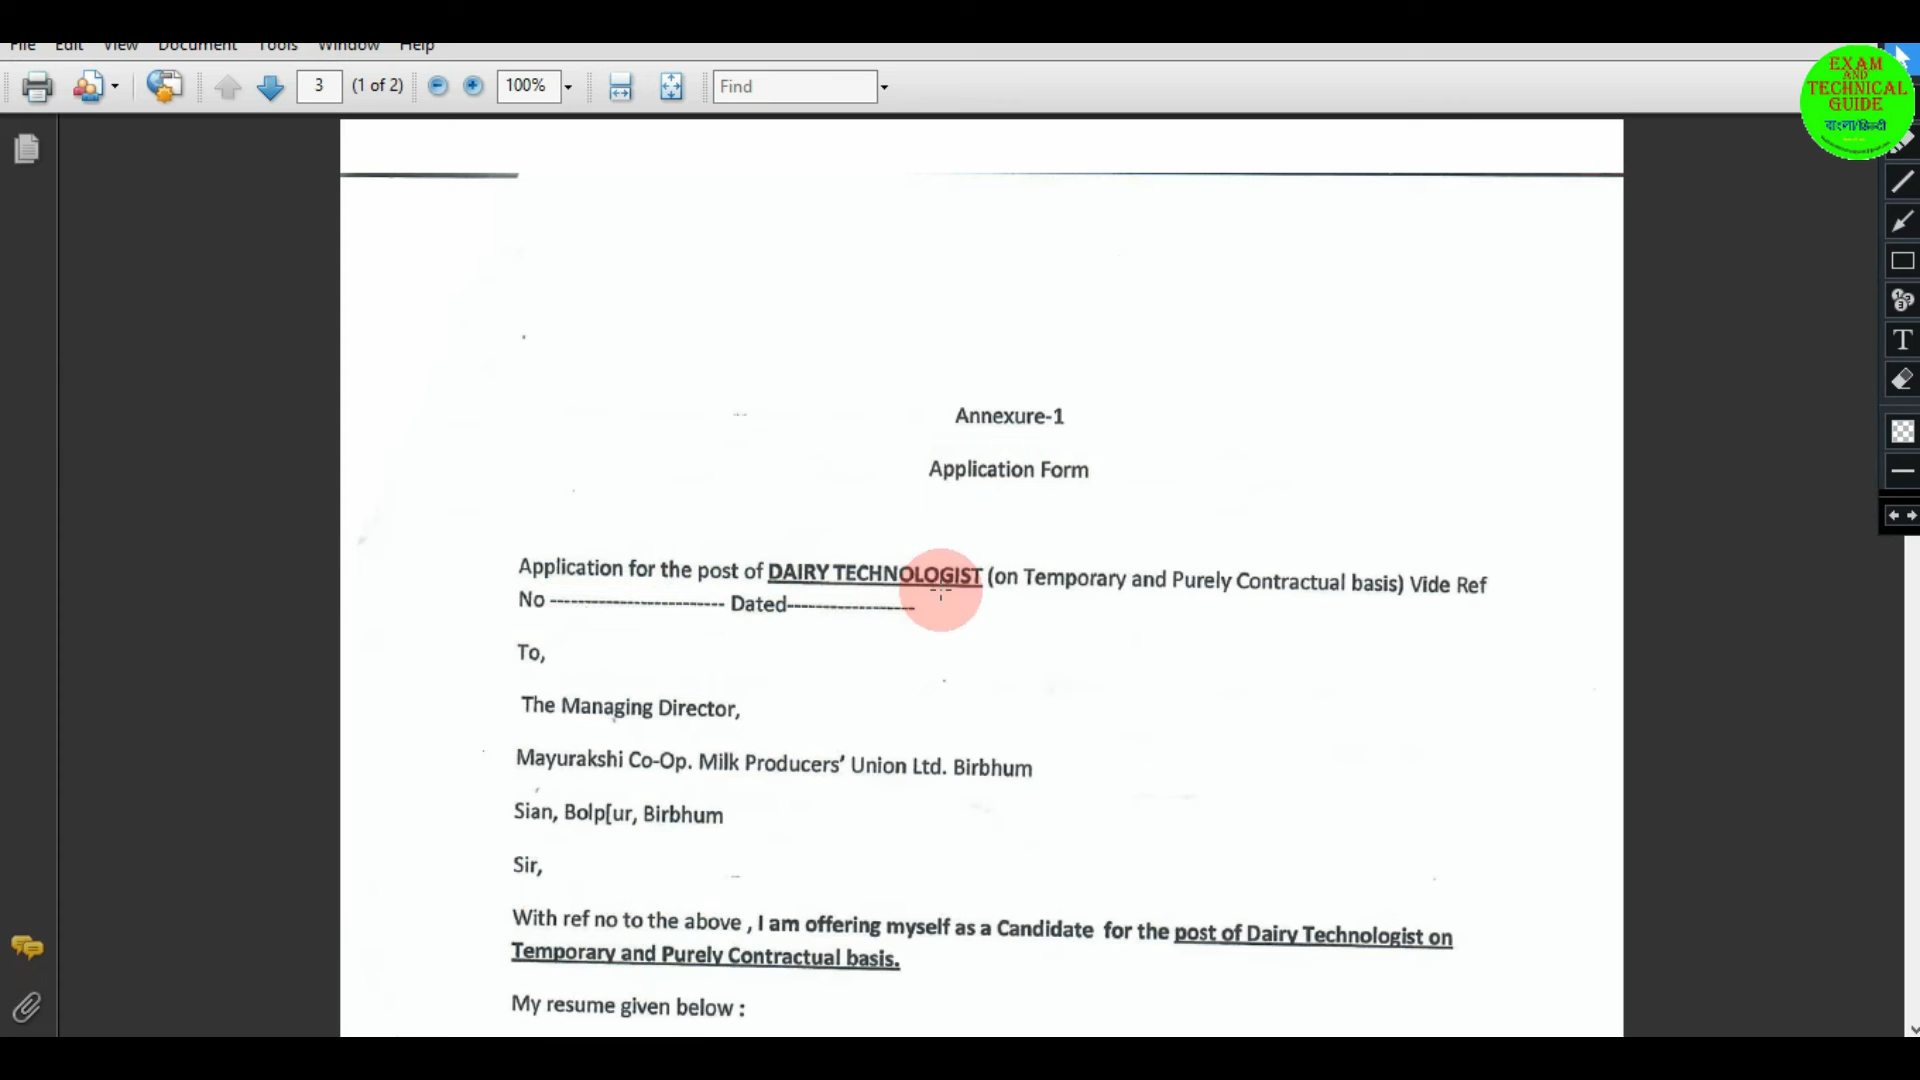 File Edit View Document Tools Window Help
3 (1 of 2) 100% Find
EXAM
AND
TECHNICAL
GUIDE
বাংলা/हिन्दी
Annexure-1
Application Form
Application for the post of DAIRY TECHNOLOGIST (on Temporary and Purely Contractual basis) Vide Ref
No ------------------------- Dated------------------
To,
The Managing Director,
Mayurakshi Co-Op. Milk Producers’ Union Ltd. Birbhum
Sian, Bolp[ur, Birbhum
Sir,
With ref no to the above , I am offering myself as a Candidate for the post of Dairy Technologist on
Temporary and Purely Contractual basis.
My resume given below :